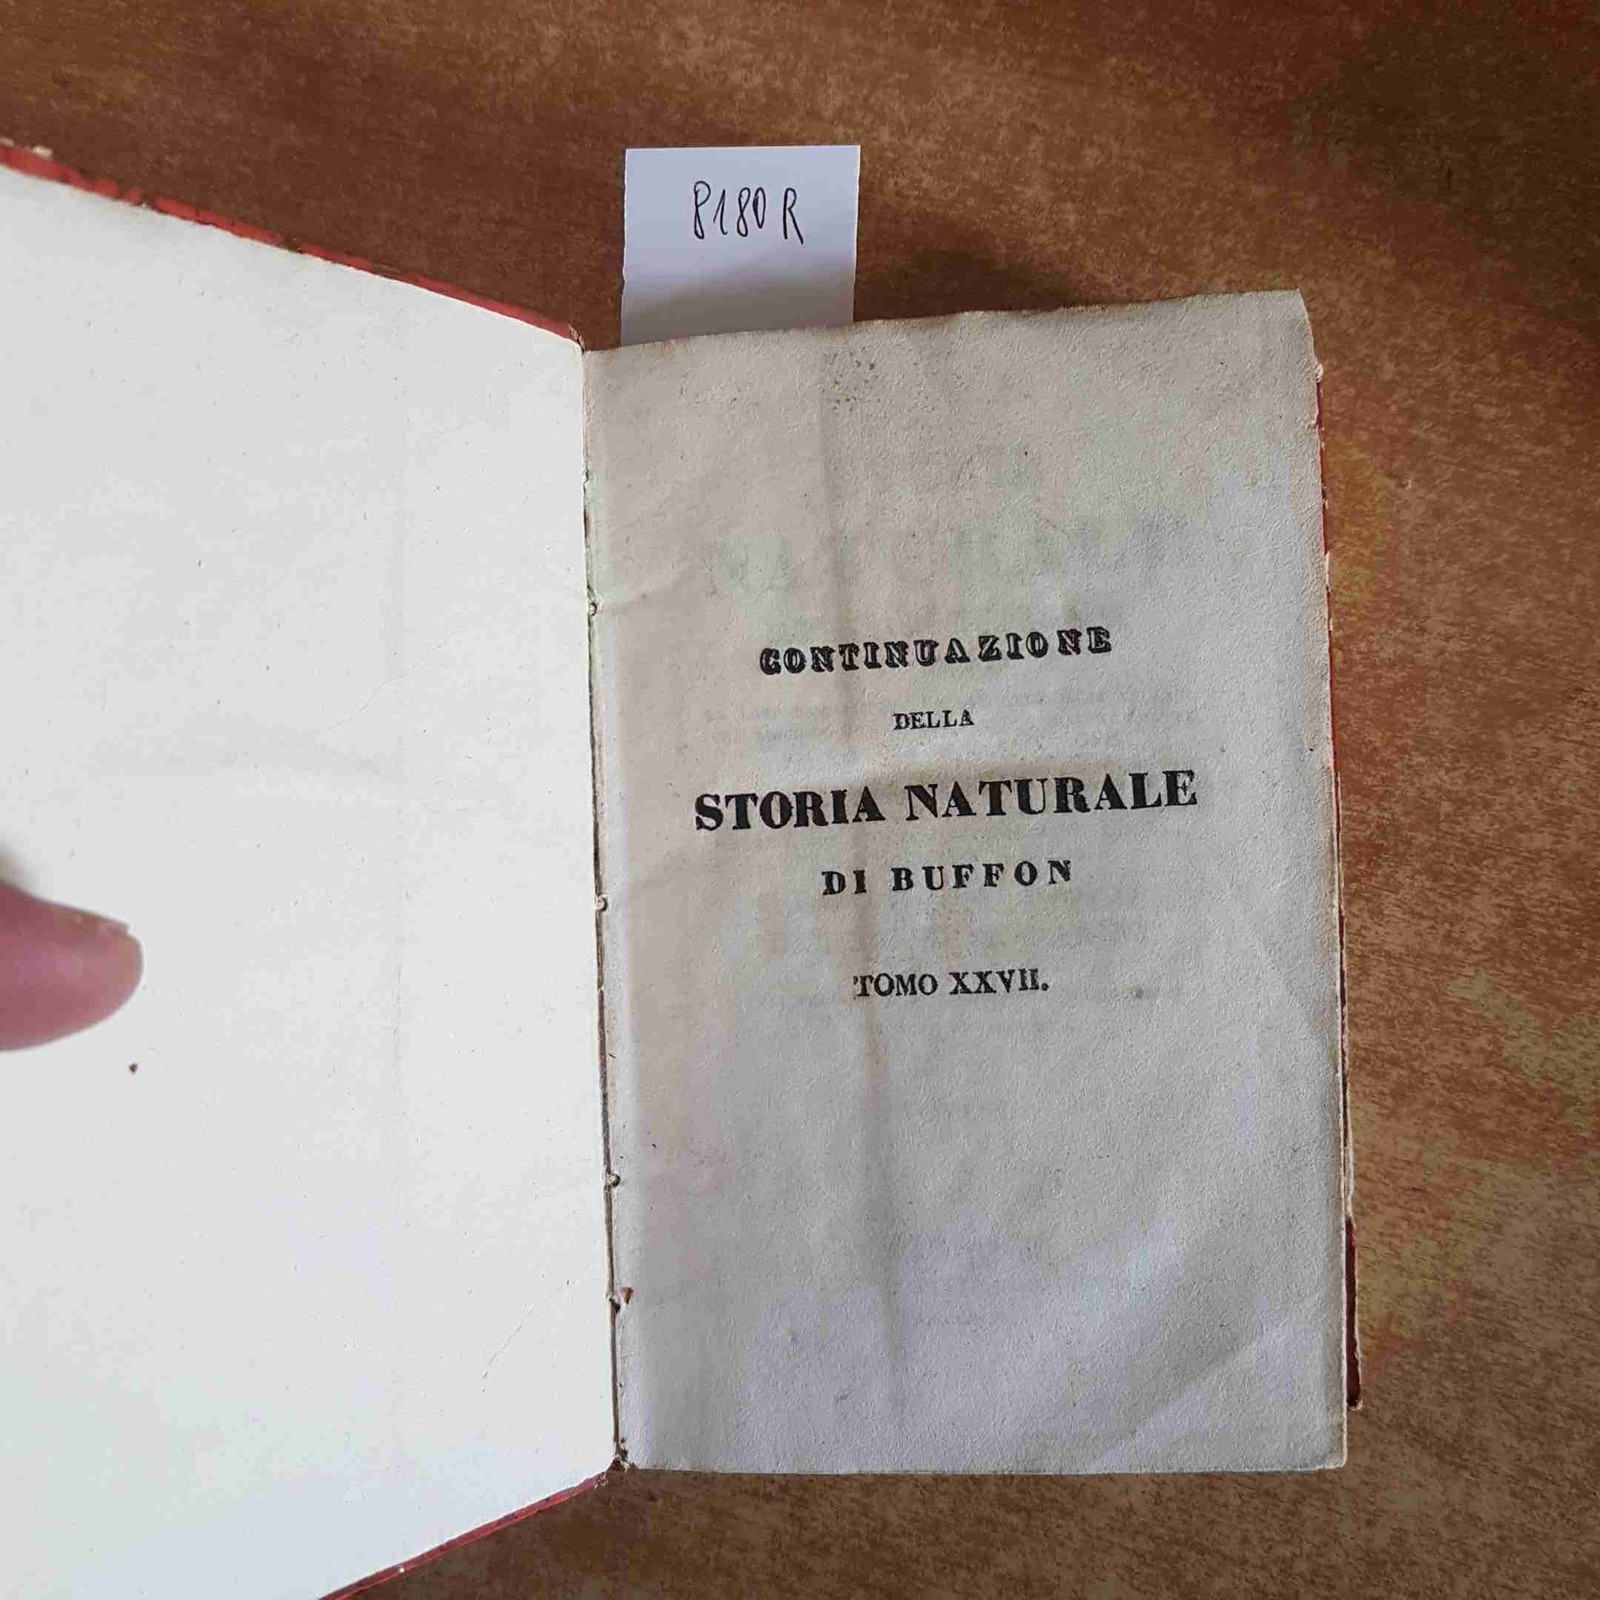 8180 R
CONTINUAZIONE
DELLA
STORIA NATURALE
DI BUFFON
TOMO XXVII.